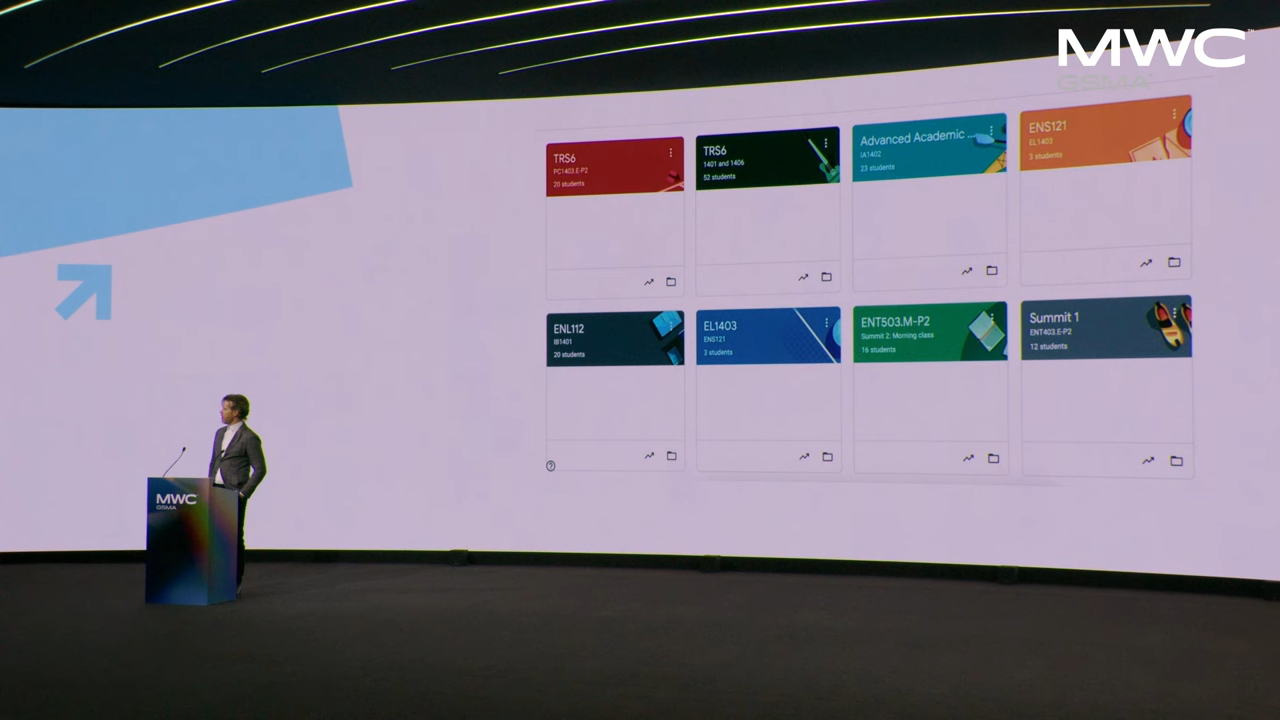 MWC
GSMA
TRS6
PC1403.E-P2
20 students
TRS6
1401 and 1406
52 students
Advanced Academic ...
IA1402
23 students
ENS121
EL1403
3 students
ENL112
IB1401
20 students
EL1403
ENS121
3 students
ENT503.M-P2
Summit 2: Morning class
16 students
Summit 1
ENT403.E-P2
12 students
MWC
GSMA